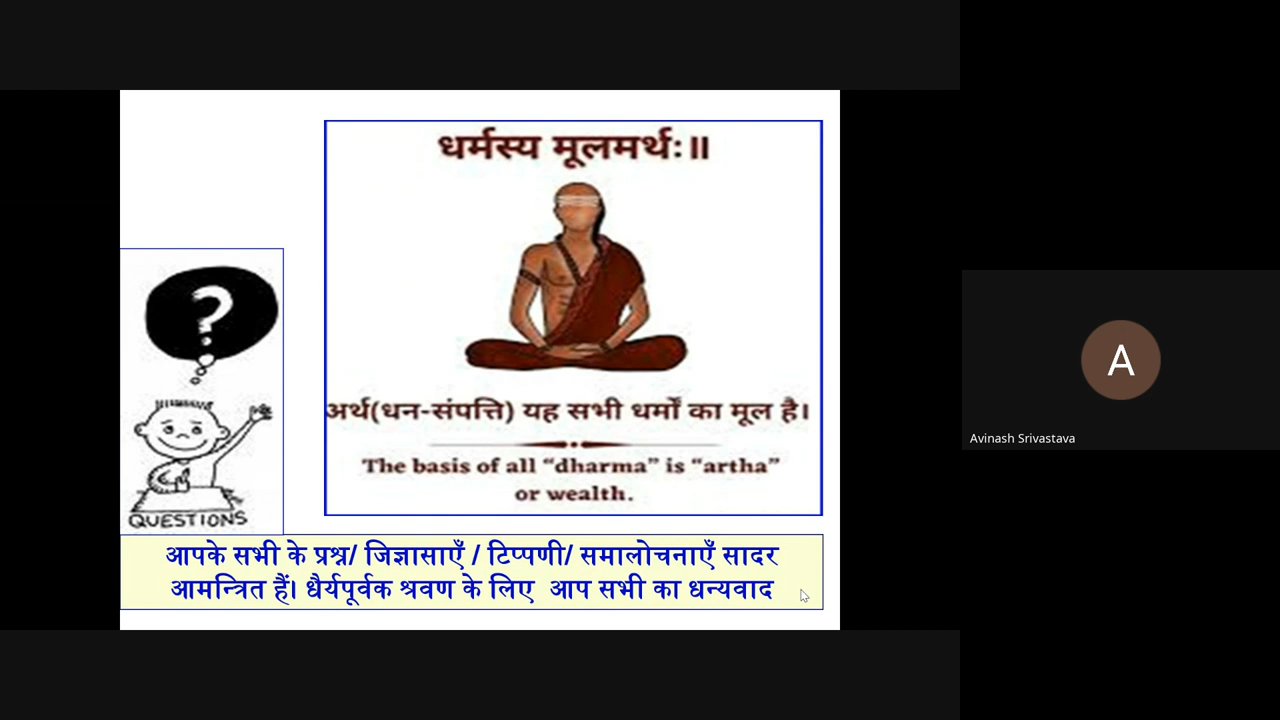 धर्मस्य मूलमर्थः॥
अर्थ(धन-संपत्ति) यह सभी धर्मों का मूल है।
The basis of all “dharma” is “artha”
or wealth.
?
QUESTIONS
आपके सभी के प्रश्न/ जिज्ञासाएँ / टिप्पणी/ समालोचनाएँ सादर
आमन्त्रित हैं। धैर्यपूर्वक श्रवण के लिए आप सभी का धन्यवाद
A
Avinash Srivastava